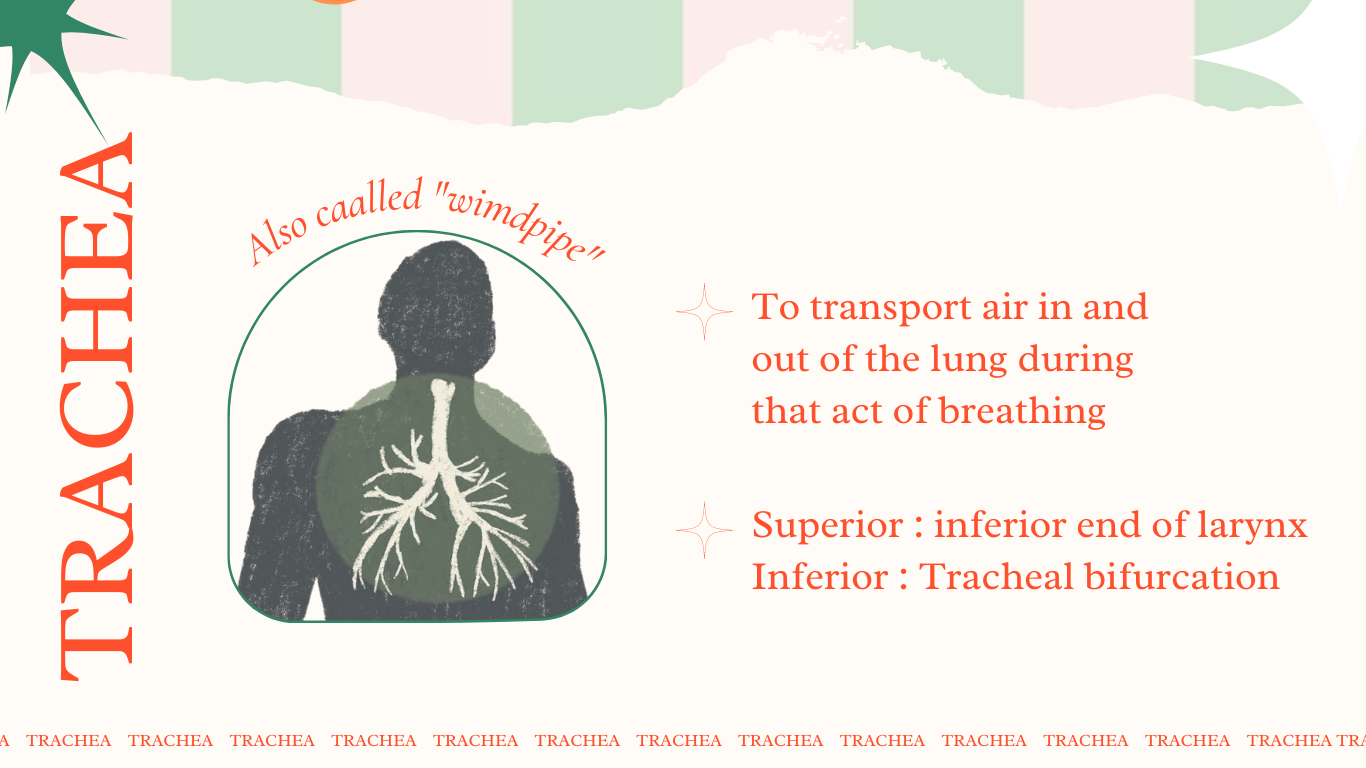 TRACHEA
Also caalled "wimdpipe"
To transport air in and
out of the lung during
that act of breathing
Superior : inferior end of larynx
Inferior : Tracheal bifurcation
A TRACHEA TRACHEA TRACHEA TRACHEA TRACHEA TRACHEA TRACHEA TRACHEA TRACHEA TRACHEA TRACHEA TRACHEA TRACHEA TRA